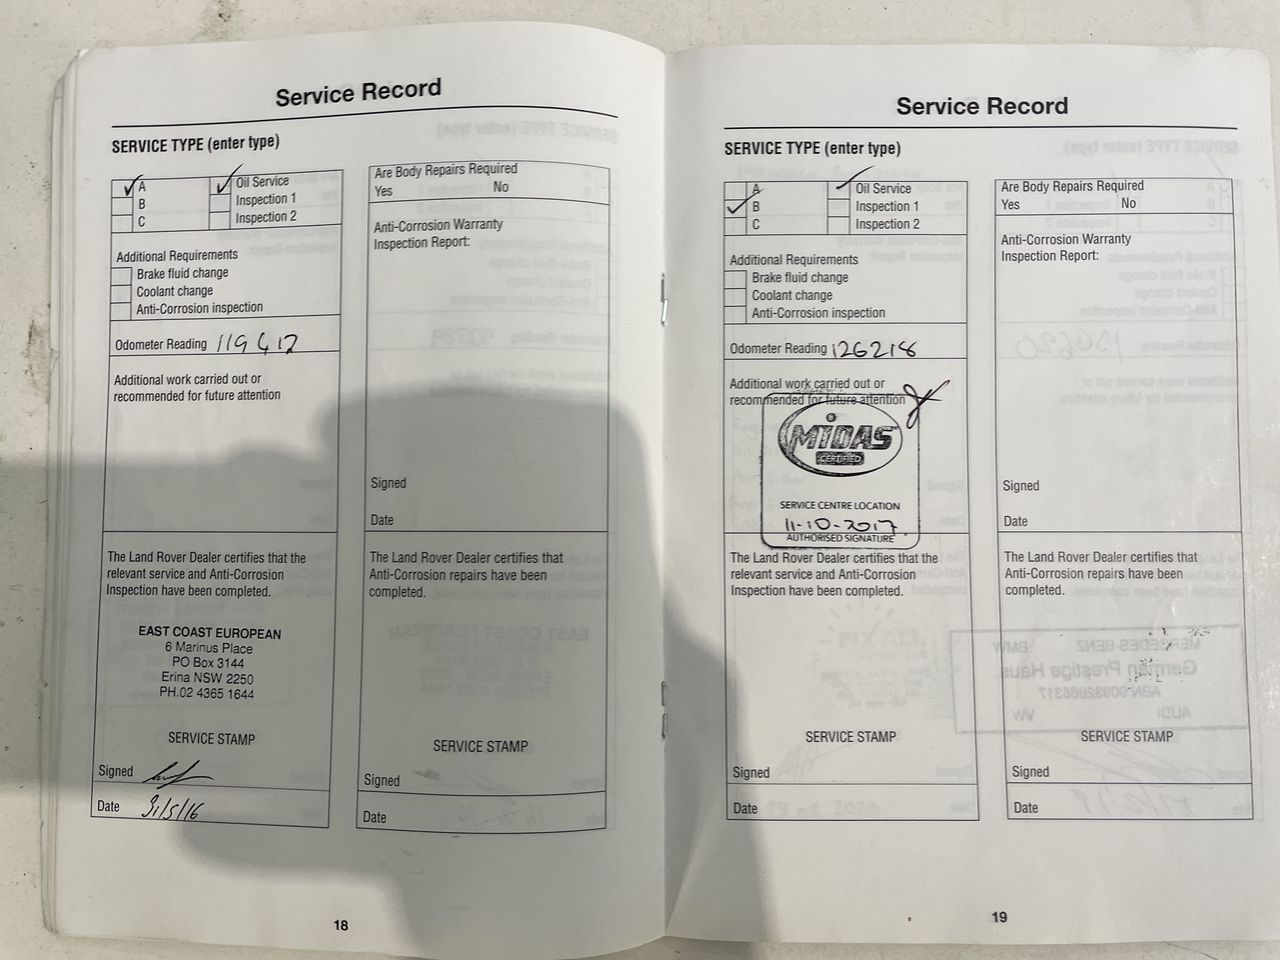 Service Record
SERVICE TYPE (enter type)
A
Oil Service
B
Inspection 1
C
Inspection 2
Additional Requirements
Brake fluid change
Coolant change
Anti-Corrosion inspection
Odometer Reading 119412
Additional work carried out or
recommended for future attention
The Land Rover Dealer certifies that the
relevant service and Anti-Corrosion
Inspection have been completed.
EAST COAST EUROPEAN
6 Marinus Place
PO Box 3144
Erina NSW 2250
PH.02 4365 1644
SERVICE STAMP
Signed
Date 31/5/16
Are Body Repairs Required
Yes No
Anti-Corrosion Warranty
Inspection Report:
Signed
Date
The Land Rover Dealer certifies that
Anti-Corrosion repairs have been
completed.
SERVICE STAMP
Signed
Date
18
Service Record
SERVICE TYPE (enter type)
A
Oil Service
B
Inspection 1
C
Inspection 2
Additional Requirements
Brake fluid change
Coolant change
Anti-Corrosion inspection
Odometer Reading 126218
Additional work carried out or
recommended for future attention
MIDAS
CERTIFIED
SERVICE CENTRE LOCATION
11-10-2017
AUTHORISED SIGNATURE
The Land Rover Dealer certifies that the
relevant service and Anti-Corrosion
Inspection have been completed.
SERVICE STAMP
Signed
Date
Are Body Repairs Required
Yes No
Anti-Corrosion Warranty
Inspection Report:
Signed
Date
The Land Rover Dealer certifies that
Anti-Corrosion repairs have been
completed.
SERVICE STAMP
Signed
Date
19